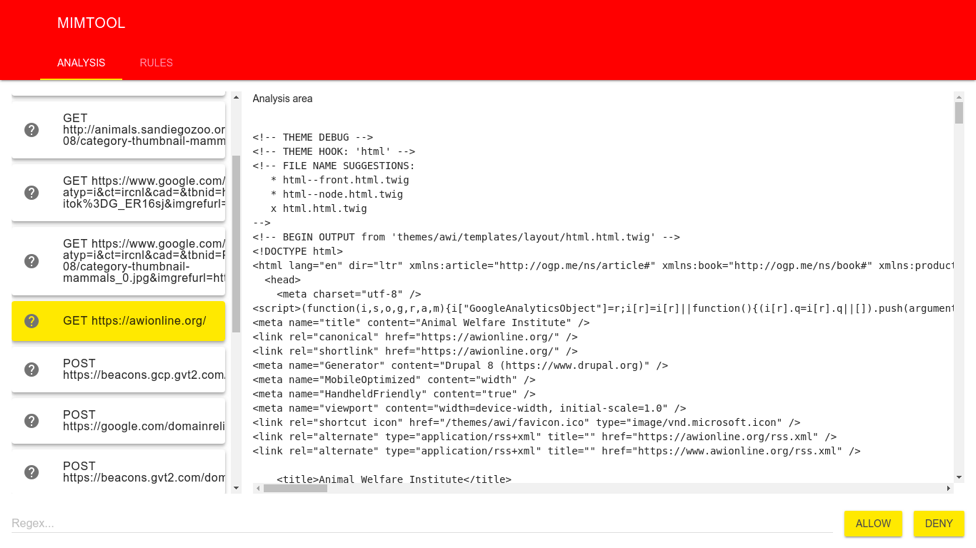 MIMTOOL
ANALYSIS
RULES
GET
http://animals.sandiegozoo.or
08/category-thumbnail-mamm
GET https://www.google.com/
atyp=i&ct=ircnl&cad=&tbnid=h
itok%3DG_ER16sj&imgrefurl=
GET https://www.google.com/
atyp=i&ct=ircnl&cad=&tbnid=F
08/category-thumbnail-
mammals_0.jpg&imgrefurl=htt
GET https://awionline.org/
POST
https://beacons.gcp.gvt2.com.
POST
https://google.com/domainreli
POST
https://beacons.gvt2.com/dom
Analysis area
<!-- THEME DEBUG -->
<!-- THEME HOOK: 'html' -->
<!-- FILE NAME SUGGESTIONS:
   * html--front.html.twig
   * html--node.html.twig
   x html.html.twig
-->
<!-- BEGIN OUTPUT from 'themes/awi/templates/layout/html.html.twig' -->
<!DOCTYPE html>
<html lang="en" dir="ltr" xmlns:article="http://ogp.me/ns/article#" xmlns:book="http://ogp.me/ns/book#" xmlns:product
  <head>
    <meta charset="utf-8" />
<script>(function(i,s,o,g,r,a,m){i["GoogleAnalyticsObject"]=r;i[r]=i[r]||function(){(i[r].q=i[r].q||[]).push(argument
<meta name="title" content="Animal Welfare Institute" />
<link rel="canonical" href="https://awionline.org/" />
<link rel="shortlink" href="https://awionline.org/" />
<meta name="Generator" content="Drupal 8 (https://www.drupal.org)" />
<meta name="MobileOptimized" content="width" />
<meta name="HandheldFriendly" content="true" />
<meta name="viewport" content="width=device-width, initial-scale=1.0" />
<link rel="shortcut icon" href="/themes/awi/favicon.ico" type="image/vnd.microsoft.icon" />
<link rel="alternate" type="application/rss+xml" title="" href="https://awionline.org/rss.xml" />
<link rel="alternate" type="application/rss+xml" title="" href="https://www.awionline.org/rss.xml" />
    <title>Animal Welfare Institute</title>
Regex...
ALLOW
DENY